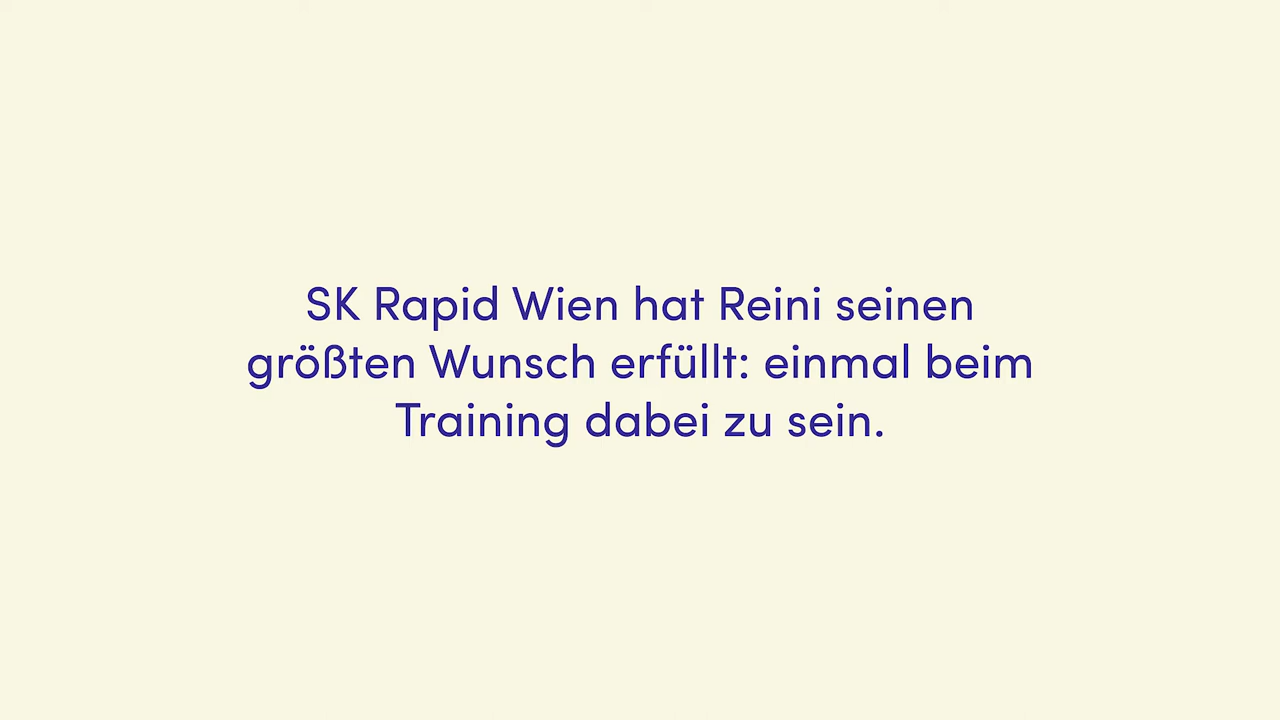 SK Rapid Wien hat Reini seinen
größten Wunsch erfüllt: einmal beim
Training dabei zu sein.